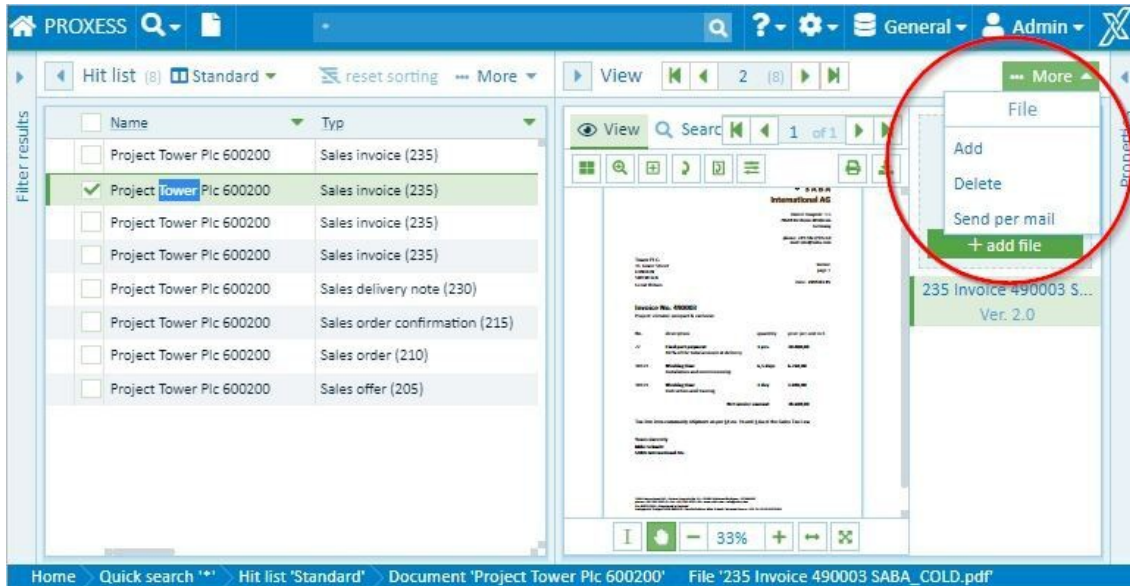 PROXESS * General Admin
Hit list (8) Standard reset sorting ... More
View 2 (8) ... More
Filter results
Name Typ
Project Tower Plc 600200 Sales invoice (235)
Project Tower Plc 600200 Sales invoice (235)
Project Tower Plc 600200 Sales invoice (235)
Project Tower Plc 600200 Sales invoice (235)
Project Tower Plc 600200 Sales delivery note (230)
Project Tower Plc 600200 Sales order confirmation (215)
Project Tower Plc 600200 Sales order (210)
Project Tower Plc 600200 Sales offer (205)
View Searc 1 of 1
SABA
International AG
Invoice No. 490003
33%
File
Add
Delete
Send per mail
+ add file
235 Invoice 490003 S...
Ver. 2.0
Home Quick search '*' Hit list 'Standard' Document 'Project Tower Plc 600200' File '235 Invoice 490003 SABA_COLD.pdf'